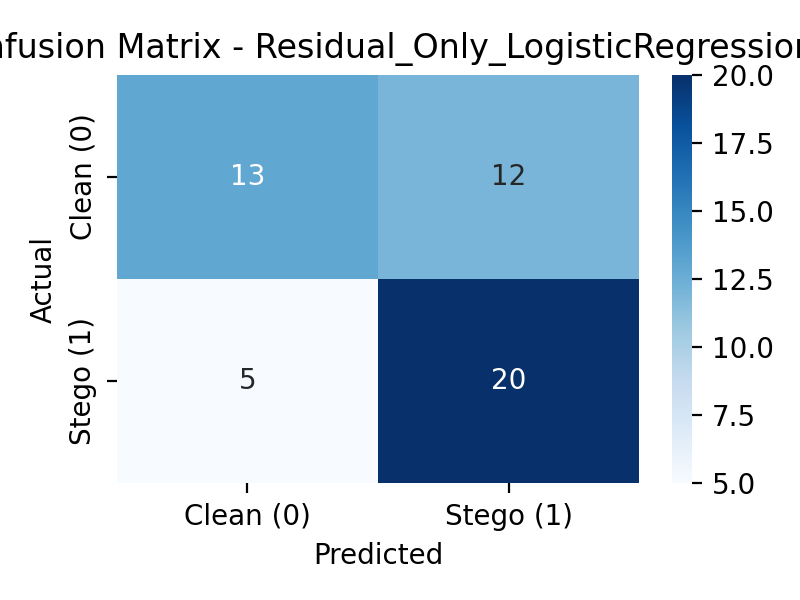 nfusion Matrix - Residual_Only_LogisticRegression
20.0
17.5
15.0
12.5
10.0
7.5
5.0
Actual
Clean (0)
Stego (1)
13
12
5
20
Clean (0)
Stego (1)
Predicted